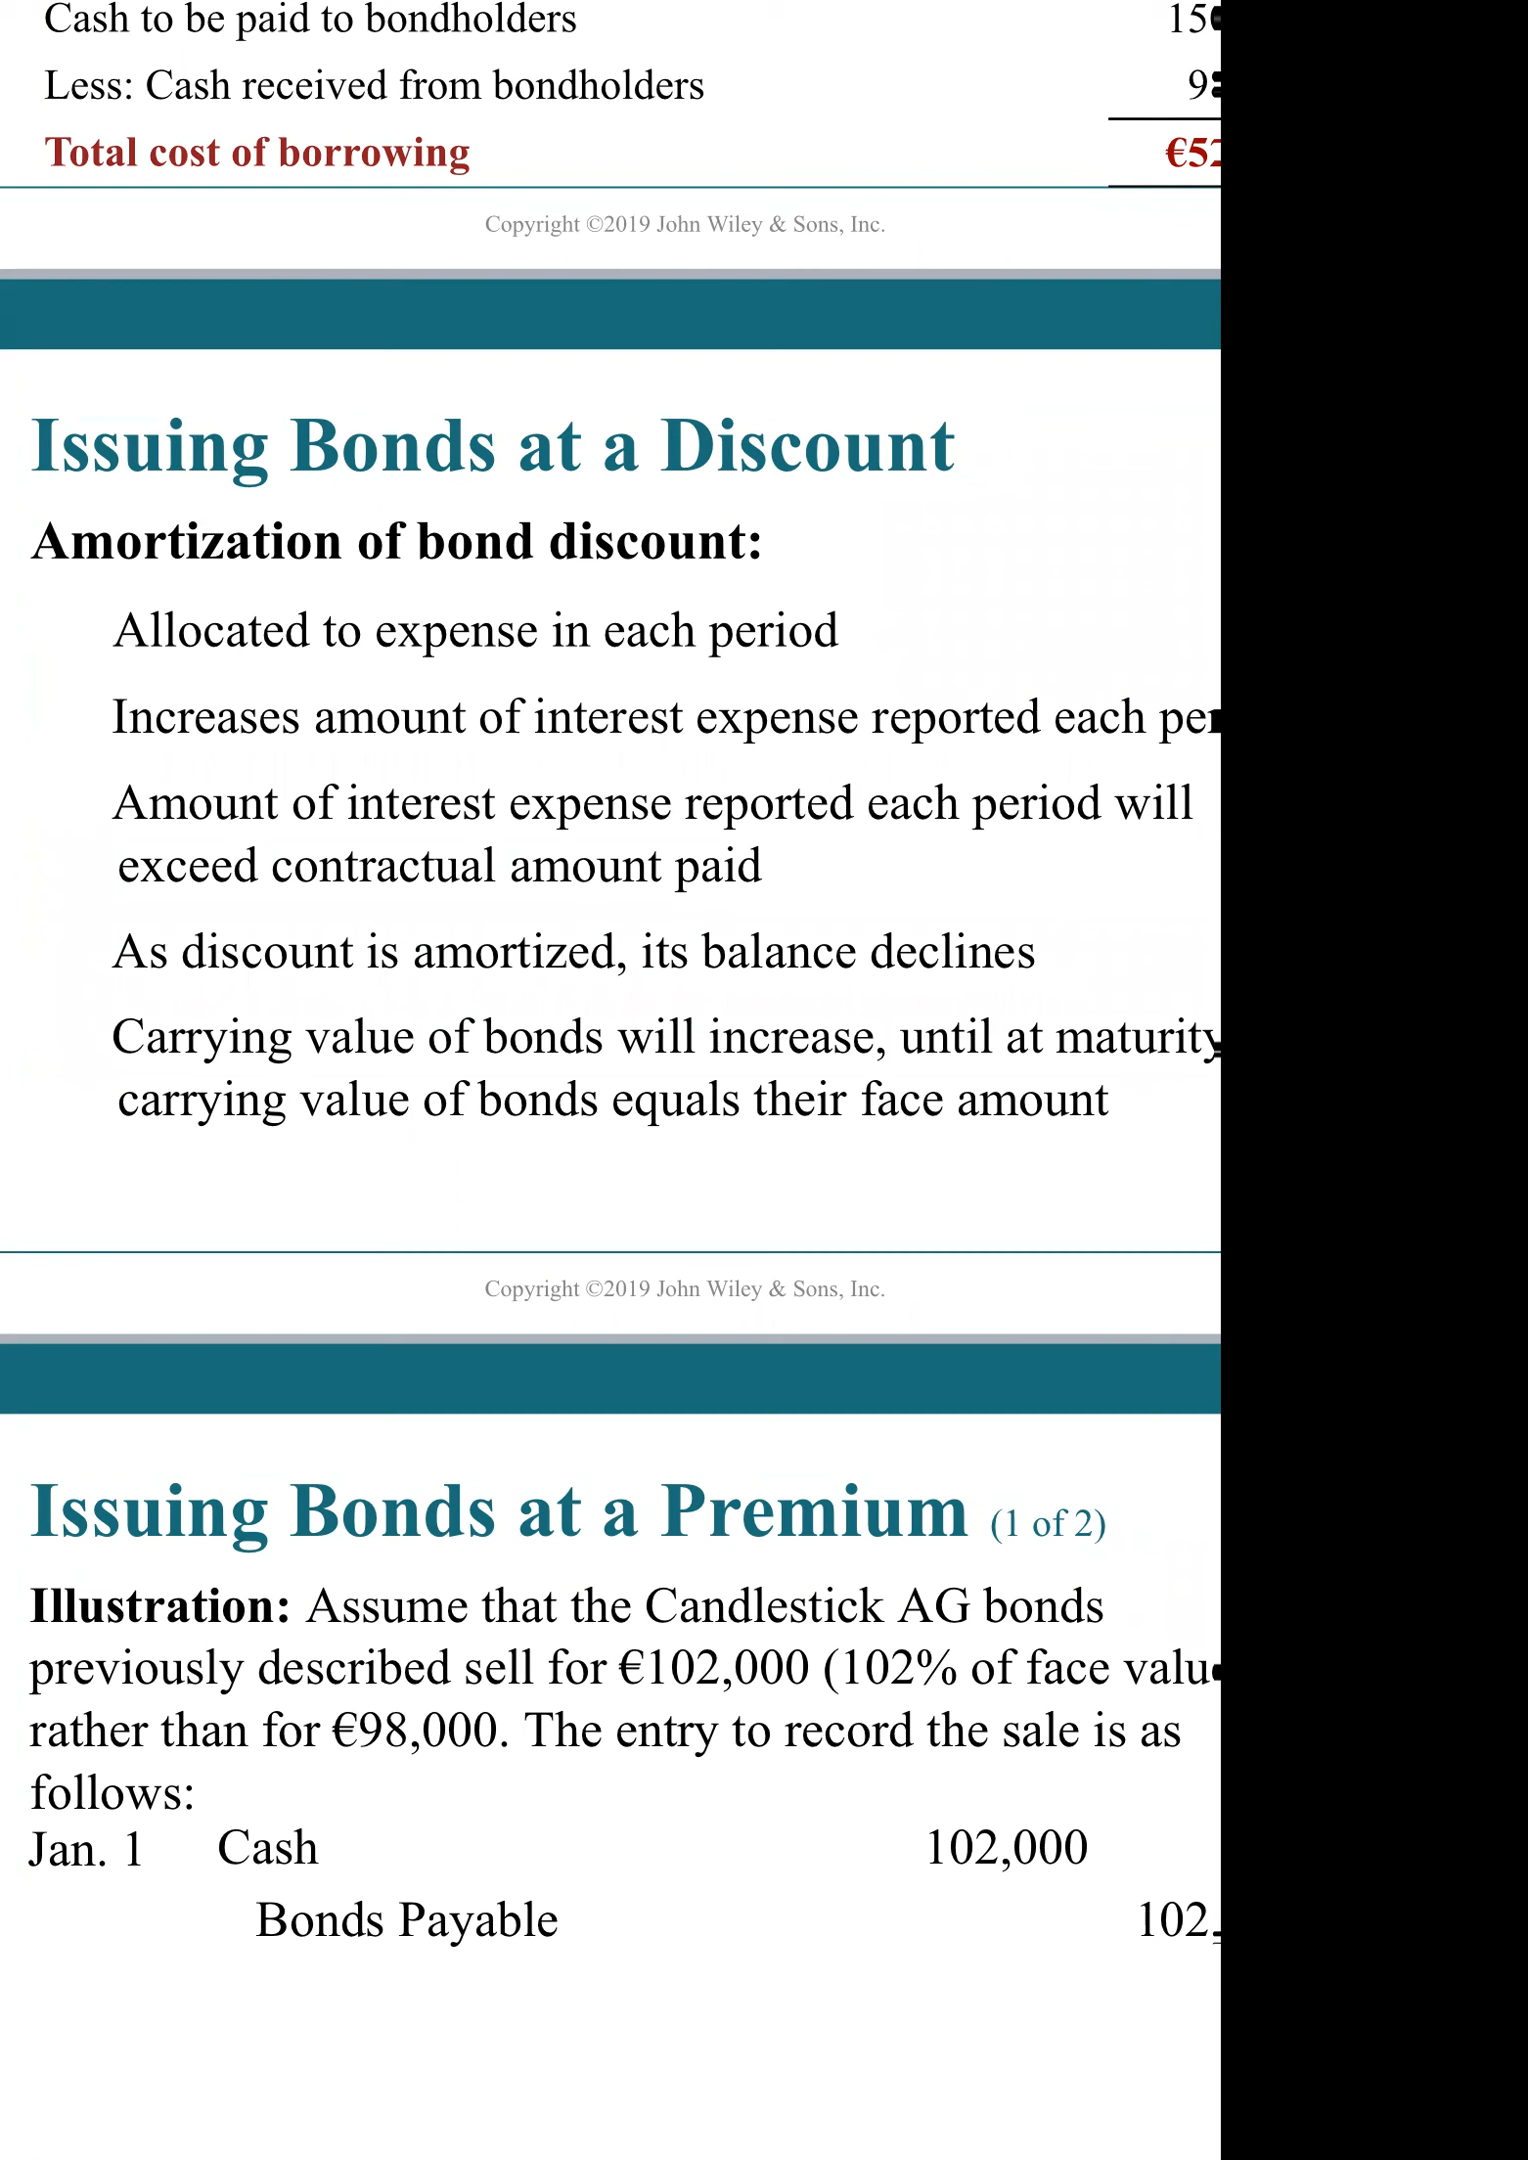 Cash to be paid to bondholders
Less: Cash received from bondholders
Total cost of borrowing
Copyright ©2019 John Wiley & Sons, Inc.
Issuing Bonds at a Discount
Amortization of bond discount:
Allocated to expense in each period
Increases amount of interest expense reported each
Amount of interest expense reported each period will
exceed contractual amount paid
As discount is amortized, its balance declines
Carrying value of bonds will increase, until at maturity
carrying value of bonds equals their face amount
Copyright ©2019 John Wiley & Sons, Inc.
Issuing Bonds at a Premium (1 of 2)
Illustration: Assume that the Candlestick AG bonds
previously described sell for €102,000 (102% of face
rather than for €98,000. The entry to record the sale is as
follows:
Jan. 1 Cash 102,000
Bonds Payable